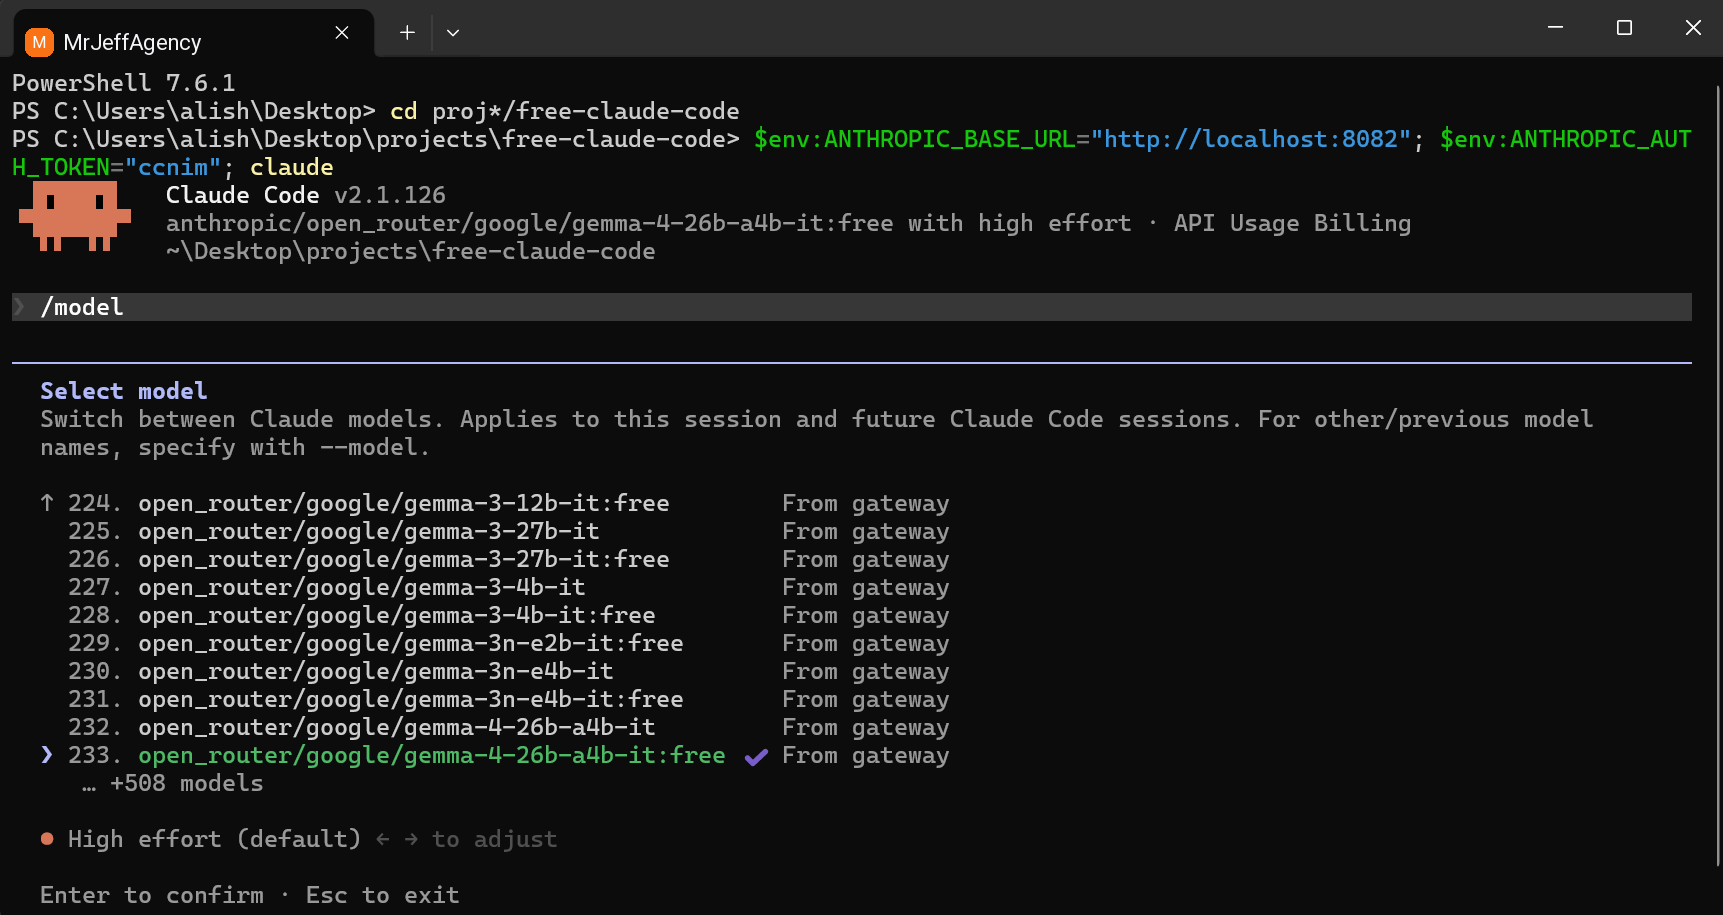 M MrJeffAgency
PowerShell 7.6.1
PS C:\Users\alish\Desktop> cd proj*/free-claude-code
PS C:\Users\alish\Desktop\projects\free-claude-code> $env:ANTHROPIC_BASE_URL="http://localhost:8082"; $env:ANTHROPIC_AUT
H_TOKEN="ccnim"; claude
Claude Code v2.1.126
anthropic/open_router/google/gemma-4-26b-a4b-it:free with high effort · API Usage Billing
~\Desktop\projects\free-claude-code
❯ /model
Select model
Switch between Claude models. Applies to this session and future Claude Code sessions. For other/previous model
names, specify with --model.
↑ 224. open_router/google/gemma-3-12b-it:free From gateway
225. open_router/google/gemma-3-27b-it From gateway
226. open_router/google/gemma-3-27b-it:free From gateway
227. open_router/google/gemma-3-4b-it From gateway
228. open_router/google/gemma-3-4b-it:free From gateway
229. open_router/google/gemma-3n-e2b-it:free From gateway
230. open_router/google/gemma-3n-e4b-it From gateway
231. open_router/google/gemma-3n-e4b-it:free From gateway
232. open_router/google/gemma-4-26b-a4b-it From gateway
❯ 233. open_router/google/gemma-4-26b-a4b-it:free ✔ From gateway
… +508 models
● High effort (default) ← → to adjust
Enter to confirm · Esc to exit